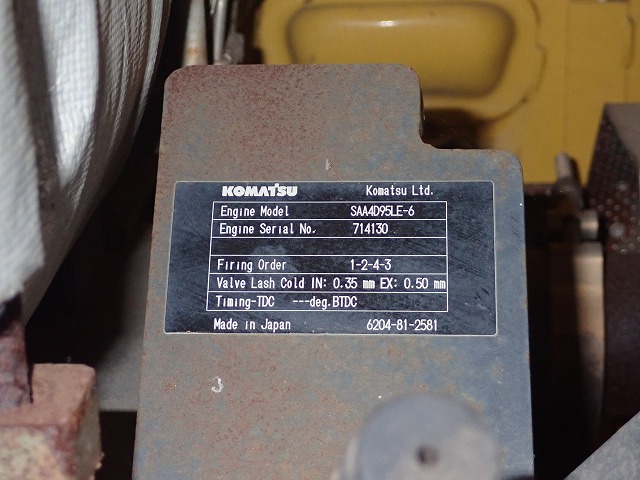 KOMATSU Komatsu Ltd.
Engine Model SAA4D95LE-6
Engine Serial No. 714130
Firing Order 1-2-4-3
Valve Lash Cold IN: 0.35 mm EX: 0.50 mm
Timing-TDC ---deg.BTDC
Made in Japan 6204-81-2581